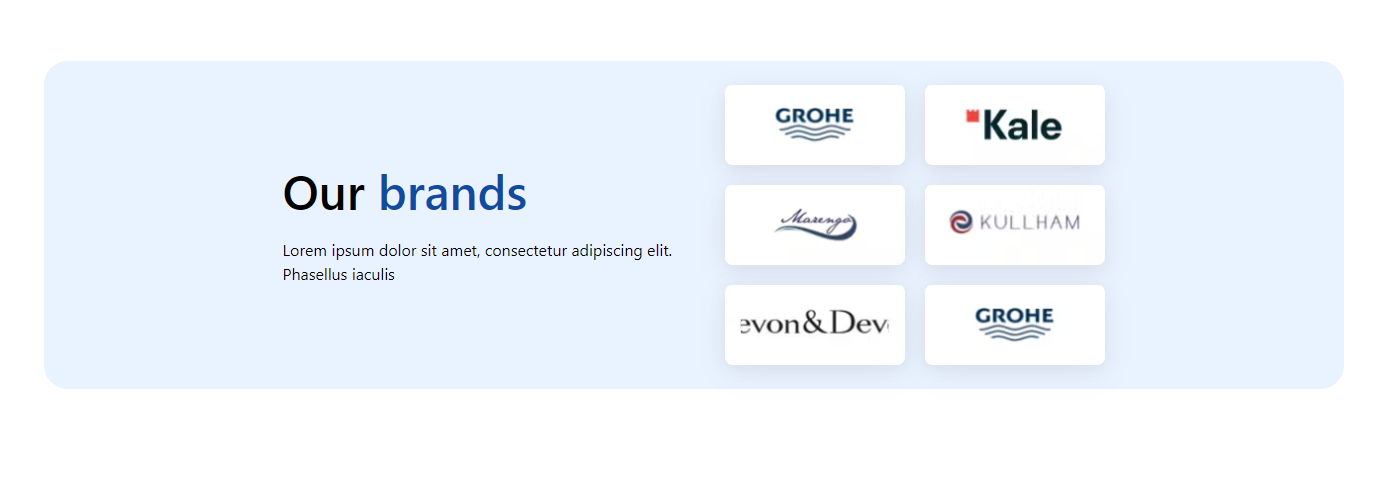 Our brands
Lorem ipsum dolor sit amet, consectetur adipiscing elit.
Phasellus iaculis
GROHE
Kale
Marengo
KULLHAM
evon&Dev
GROHE